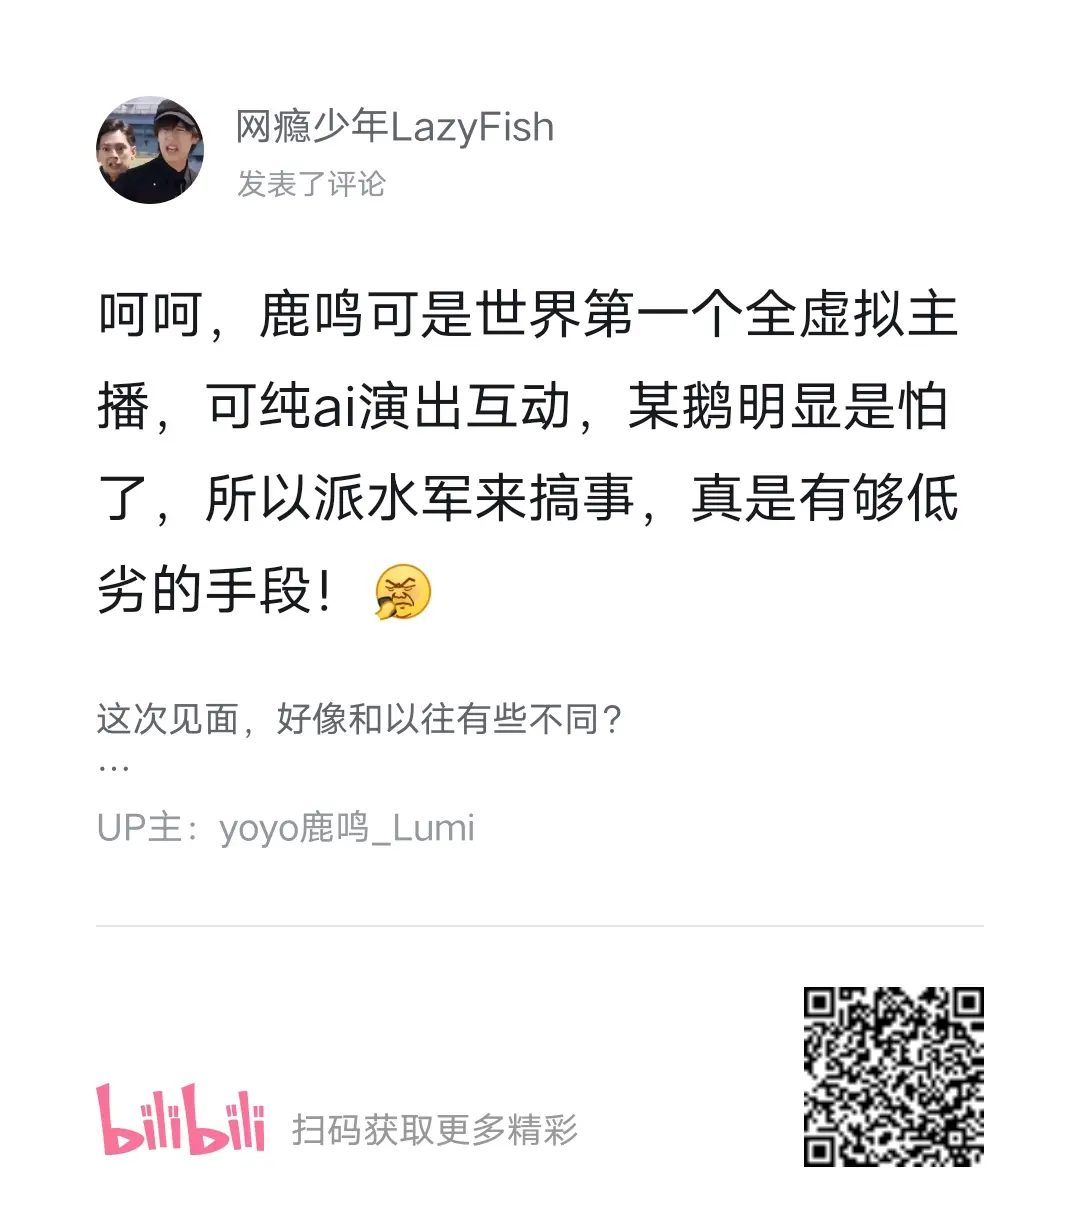 网瘾少年LazyFish
发表了评论
呵呵，鹿鸣可是世界第一个全虚拟主
播，可纯ai演出互动，某鹅明显是怕
了，所以派水军来搞事，真是有够低
劣的手段！
这次见面，好像和以往有些不同？
...
UP主：yoyo鹿鸣_Lumi
bilibili 扫码获取更多精彩